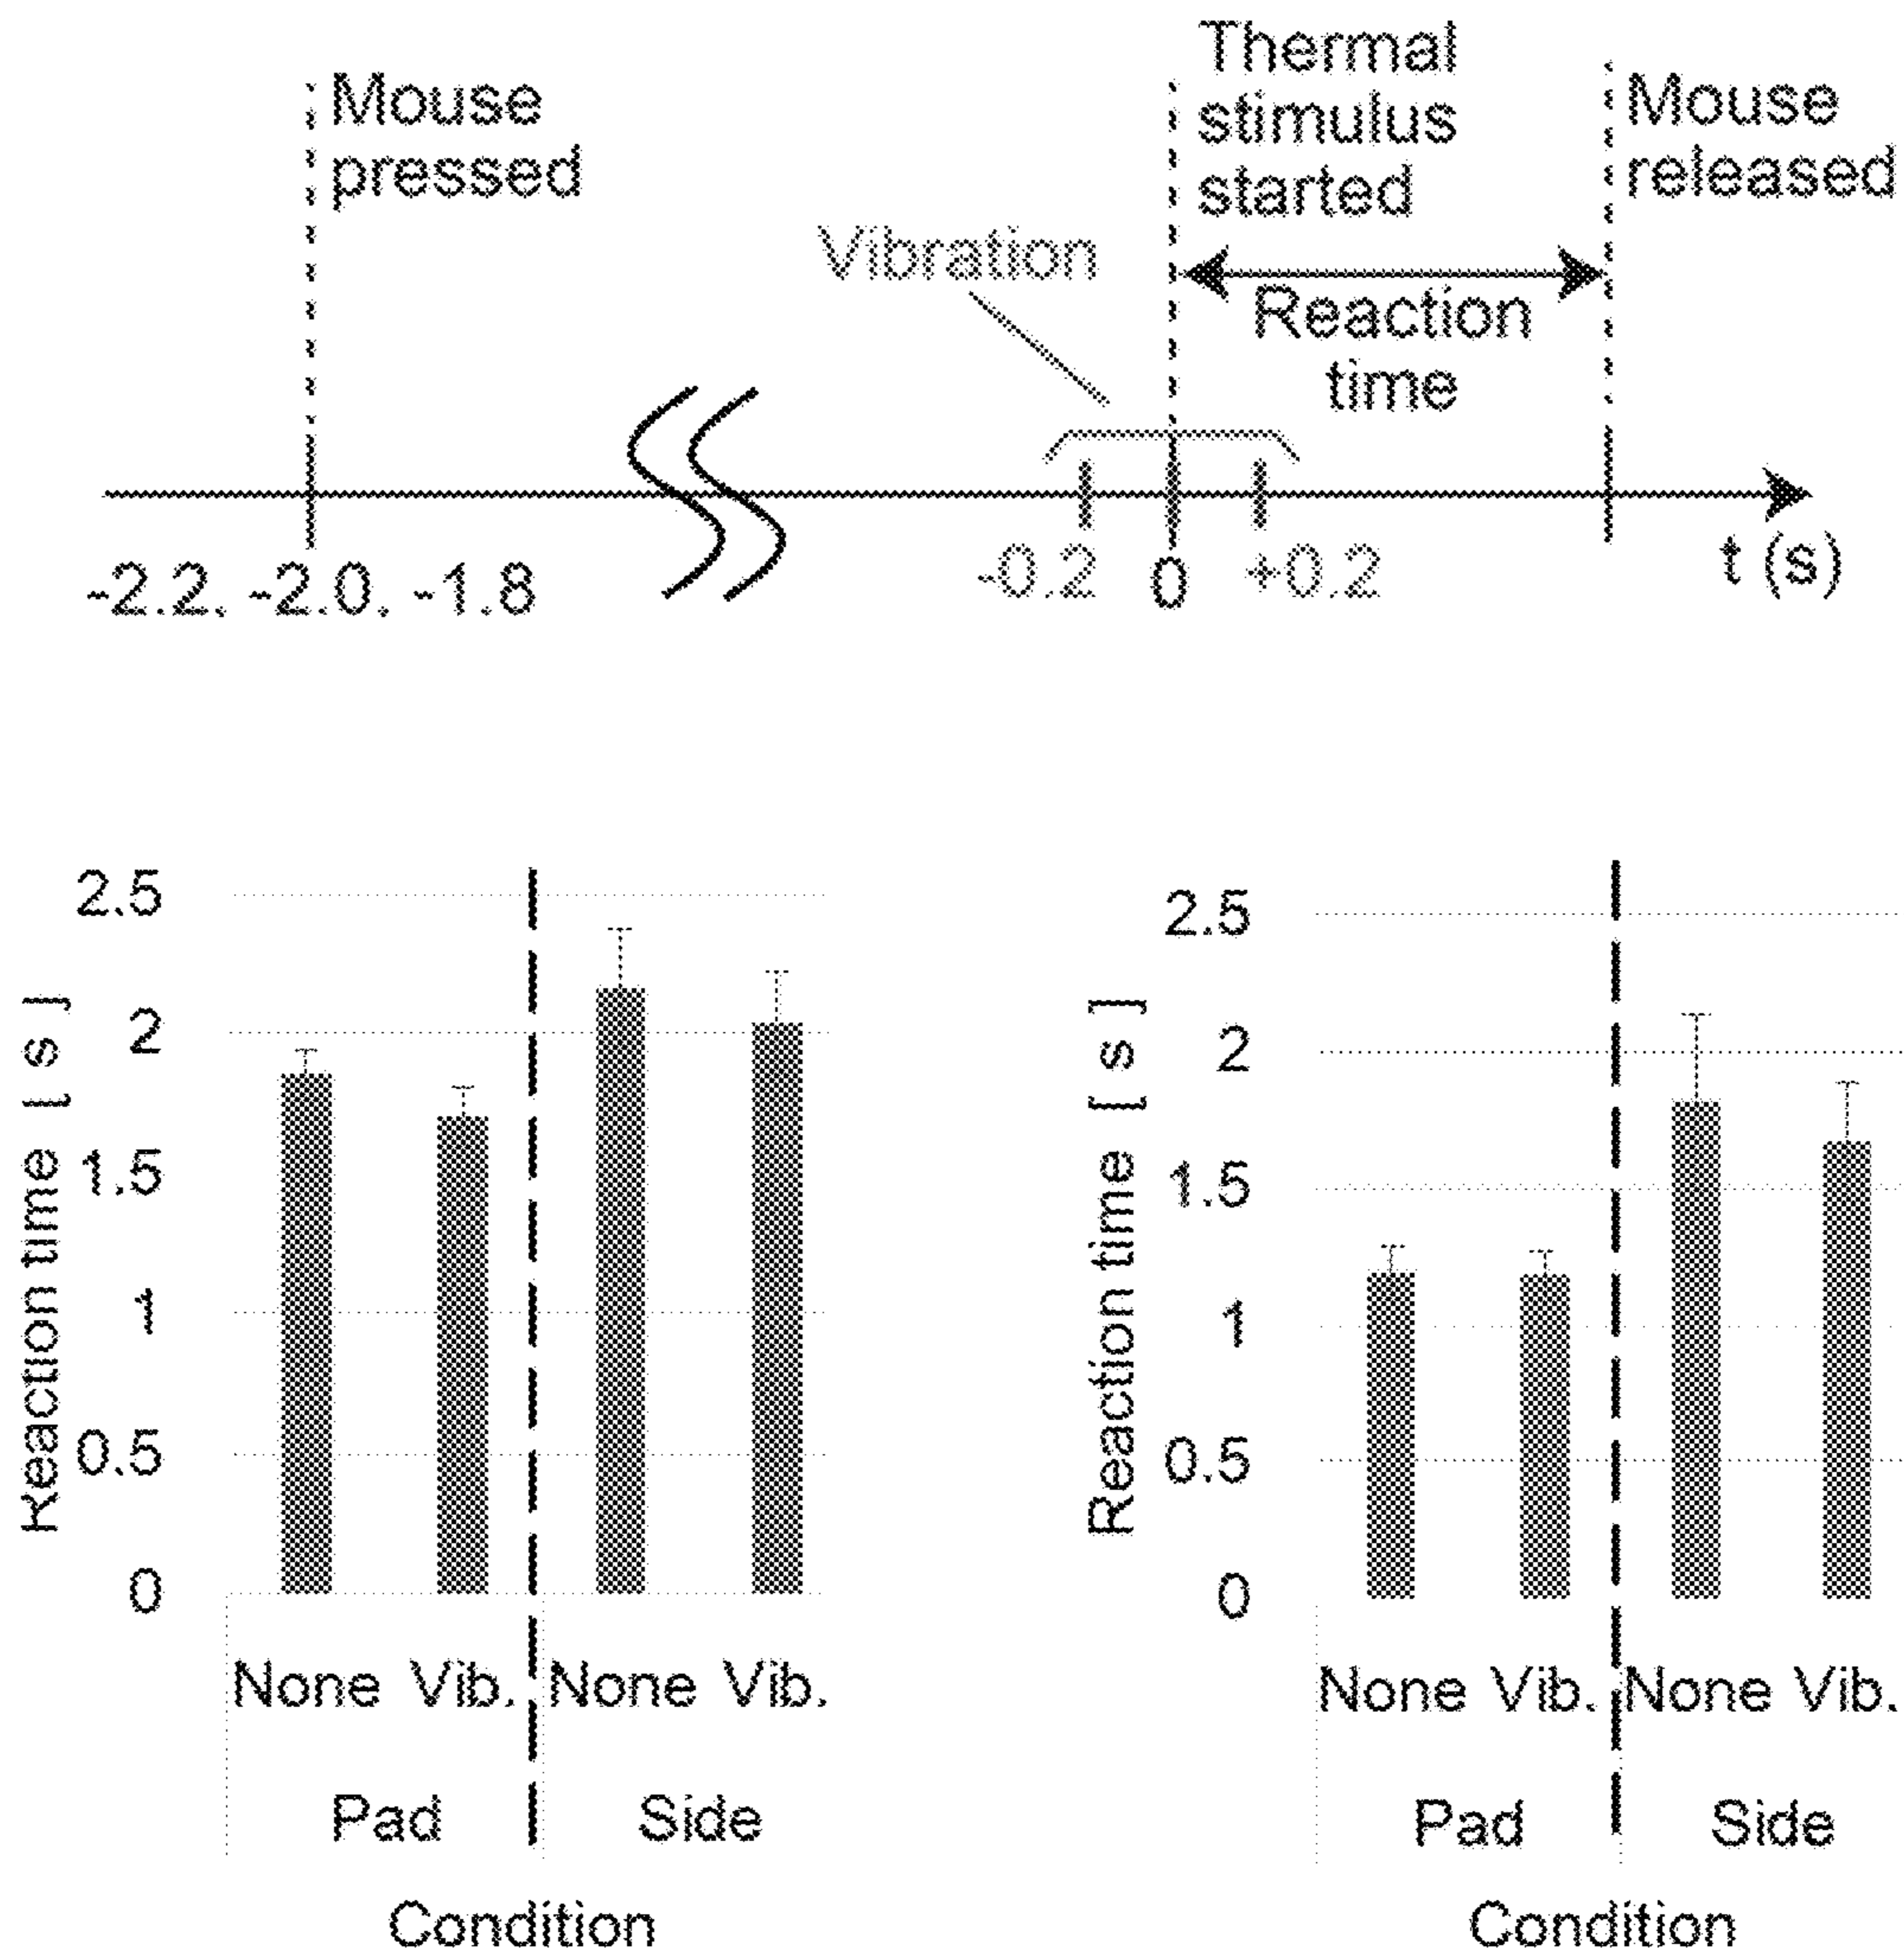 Mouse
pressed
Thermal
stimulus
started
Mouse
released
Vibration
Reaction
time
-2.2, -2.0, -1.8
-0.2 0 +0.2
t (s)
Reaction time [ s ]
2.5
2
1.5
1
0.5
0
None Vib. None Vib.
Pad Side
Condition
Reaction time [ s ]
2.5
2
1.5
1
0.5
0
None Vib. None Vib.
Pad Side
Condition